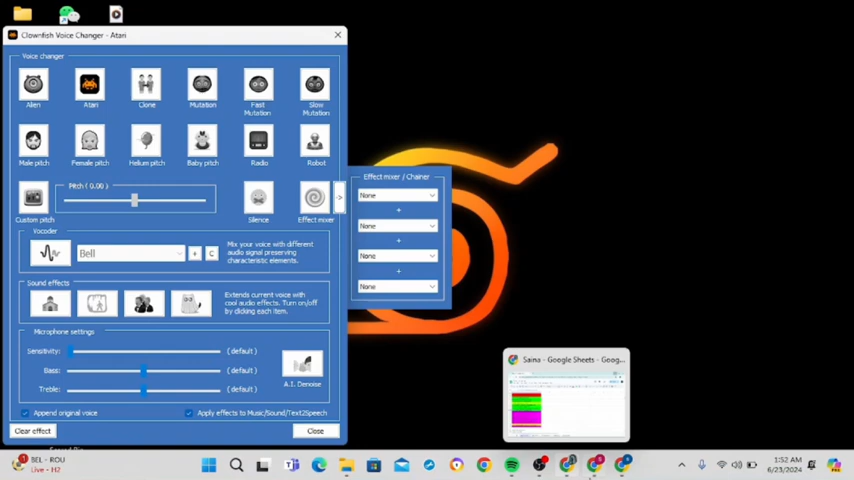 Clownfish Voice Changer - Atari
Voice changer
Alien
Atari
Clone
Mutation
Fast
Mutation
Slow
Mutation
Male pitch
Female pitch
Helium pitch
Baby pitch
Radio
Robot
Pitch ( 0.00 )
->
Custom pitch
Silence
Effect mixer
Effect mixer / Chainer
None
+
None
+
None
+
None
Vocoder
Bell
+
C
Mix your voice with different
audio signal preserving
characteristic elements.
Sound effects
Extends current voice with
cool audio effects. Turn on/off
by clicking each item.
Microphone settings
Sensitivity:
(default )
Bass:
(default )
Treble:
(default )
A.I. Denoise
Append original voice
Apply effects to Music/Sound/Text2Speech
Clear effect
Close
Saina - Google Sheets - Goog...
BEL - ROU
Live - H2
1:52 AM
6/23/2024